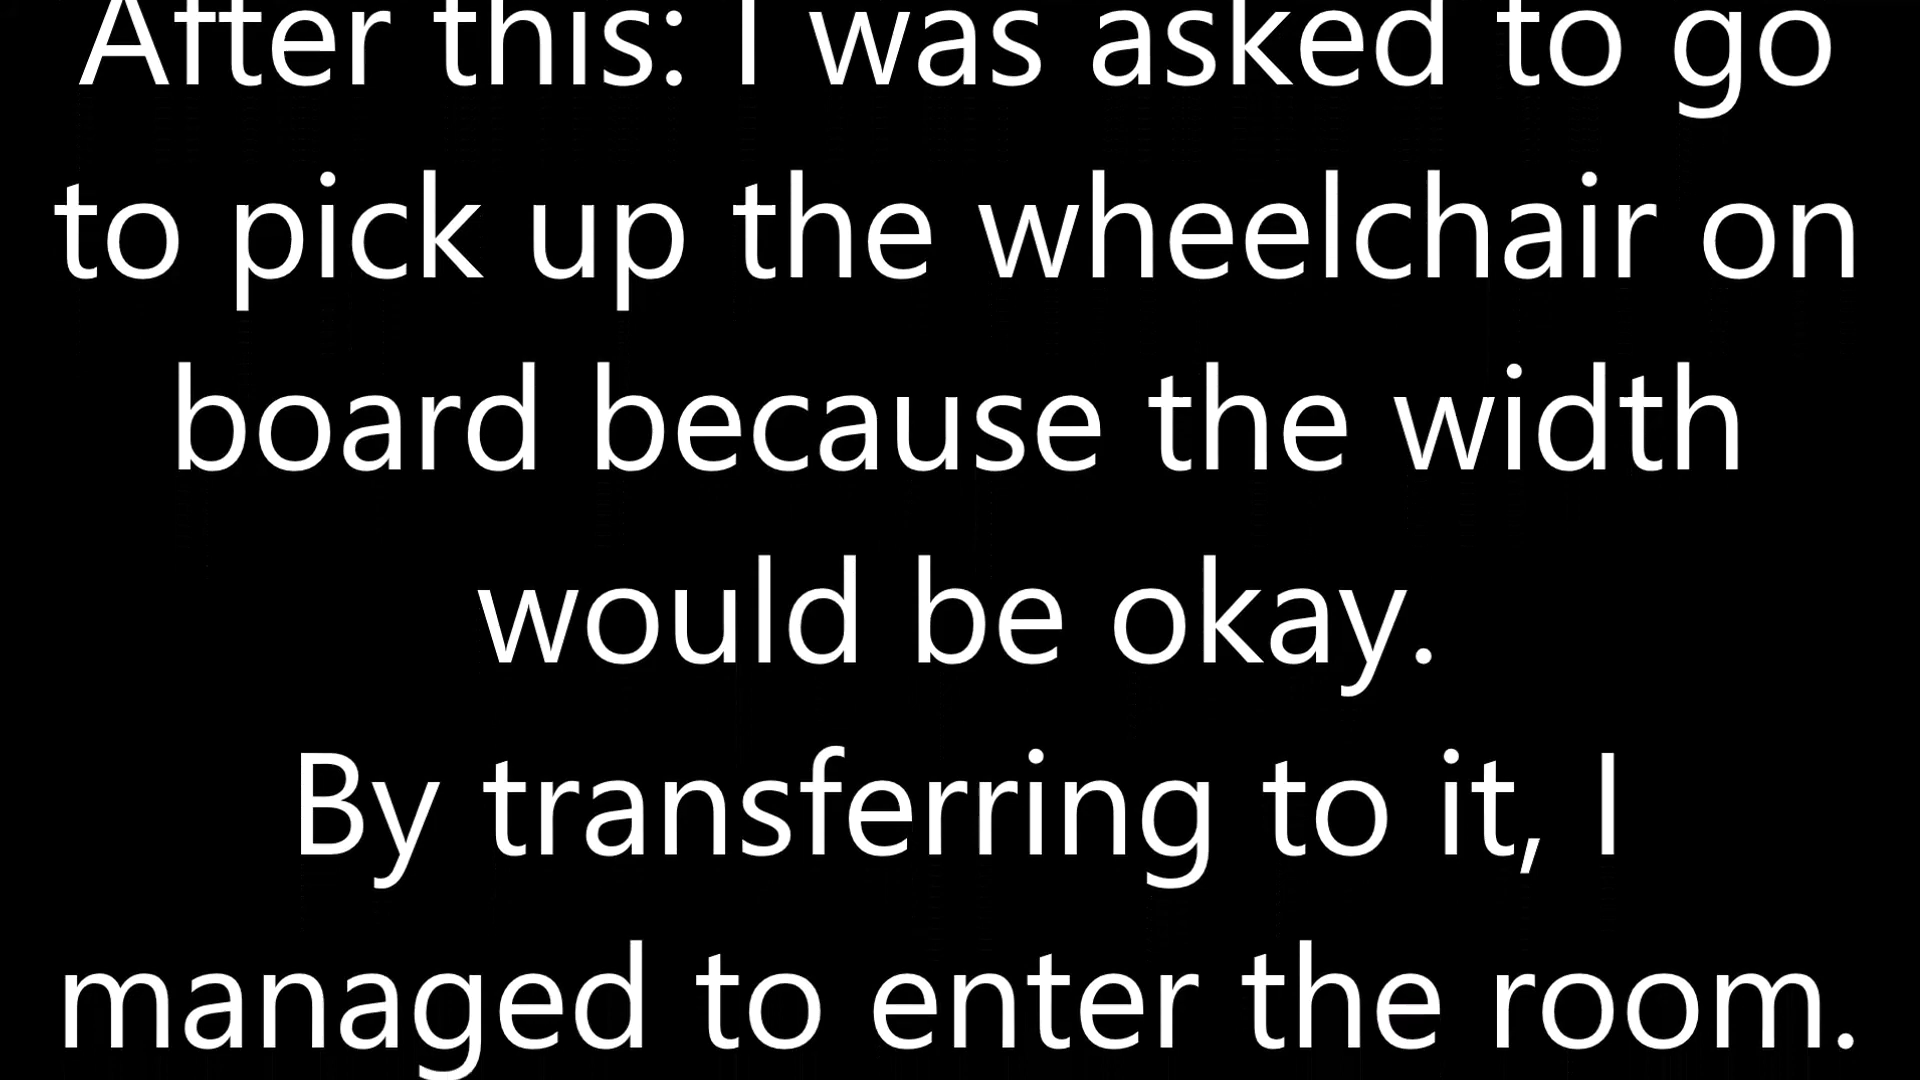 After this: I was asked to go
to pick up the wheelchair on
board because the width
would be okay.
By transferring to it, I
managed to enter the room.